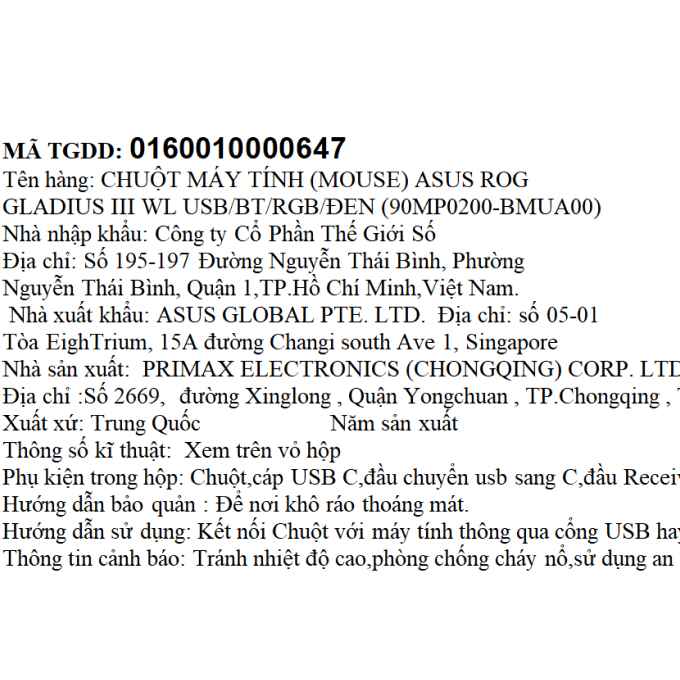 MÃ TGDD: 0160010000647
Tên hàng: CHUỘT MÁY TÍNH (MOUSE) ASUS ROG
GLADIUS III WL USB/BT/RGB/ĐEN (90MP0200-BMUA00)
Nhà nhập khẩu: Công ty Cổ Phần Thế Giới Số
Địa chỉ: Số 195-197 Đường Nguyễn Thái Bình, Phường
Nguyễn Thái Bình, Quận 1,TP.Hồ Chí Minh,Việt Nam.
Nhà xuất khẩu: ASUS GLOBAL PTE. LTD. Địa chỉ: số 05-01
Tòa EighTrium, 15A đường Changi south Ave 1, Singapore
Nhà sản xuất: PRIMAX ELECTRONICS (CHONGQING) CORP. LTD
Địa chỉ :Số 2669, đường Xinglong , Quận Yongchuan , TP.Chongqing ,
Xuất xứ: Trung Quốc Năm sản xuất
Thông số kĩ thuật: Xem trên vỏ hộp
Phụ kiện trong hộp: Chuột,cáp USB C,đầu chuyển usb sang C,đầu
Hướng dẫn bảo quản : Để nơi khô ráo thoáng mát.
Hướng dẫn sử dụng: Kết nối Chuột với máy tính thông qua cổng USB
Thông tin cảnh báo: Tránh nhiệt độ cao,phòng chống cháy nổ,sử dụng an